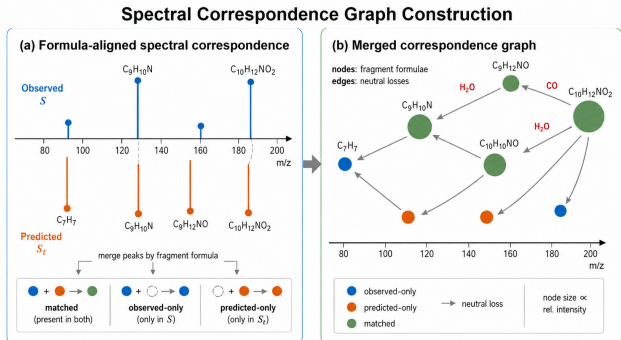 Spectral Correspondence Graph Construction
(a) Formula-aligned spectral correspondence
C₉H₁₀N
C₁₀H₁₂NO₂
Observed
S
80 100 120 140 160 180 200
m/z
C₇H₇
C₉H₁₀N
C₉H₁₂NO
C₁₀H₁₂NO₂
Predicted
Sₜ
merge peaks by fragment formula
+ → + → + →
matched
(present in both)
observed-only
(only in S)
predicted-only
(only in Sₜ)
(b) Merged correspondence graph
nodes: fragment formulae
edges: neutral losses
C₉H₁₂NO
H₂O
CO
C₁₀H₁₂NO₂
C₉H₁₀N
H₂O
C₇H₇
C₁₀H₁₀NO
80 100 120 140 160 180 200
m/z
observed-only
predicted-only
matched
neutral loss
node size ∝
rel. intensity